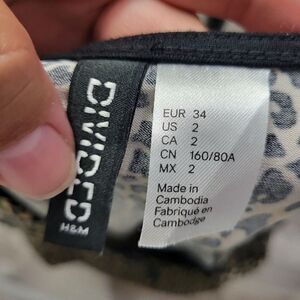 DIVIDED
H&M
EUR 34
US 2
CA 2
CN 160/80A
MX 2
Made in
Cambodia
Fabriqué en
Cambodge